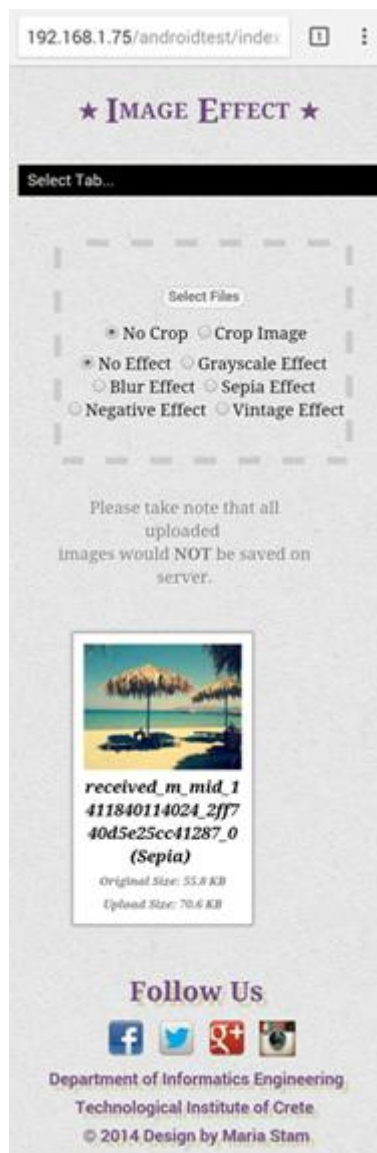 192.168.1.75/androidtest/index
1
★ IMAGE EFFECT ★
Select Tab...
Select Files
No Crop Crop Image
No Effect Grayscale Effect
Blur Effect Sepia Effect
Negative Effect Vintage Effect
Please take note that all
uploaded
images would NOT be saved on
server.
received_m_mid_1
411840114024_2ff7
40d5e25cc41287_0
(Sepia)
Original Size: 55.8 KB
Upload Size: 70.6 KB
Follow Us
Department of Informatics Engineering
Technological Institute of Crete
© 2014 Design by Maria Stam